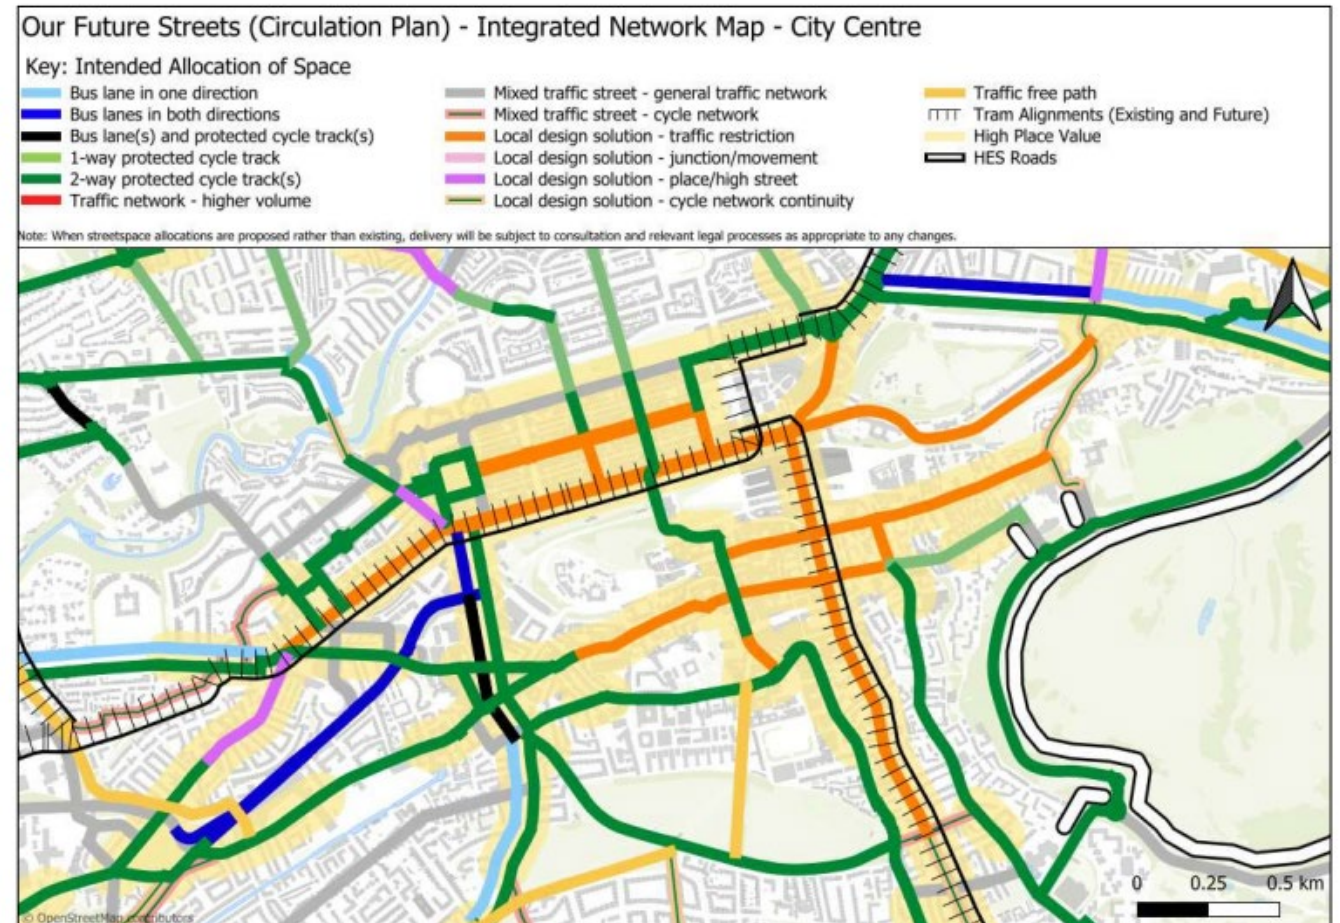 Our Future Streets (Circulation Plan) - Integrated Network Map - City Centre
Key: Intended Allocation of Space
Bus lane in one direction
Bus lanes in both directions
Bus lane(s) and protected cycle track(s)
1-way protected cycle track
2-way protected cycle track(s)
Traffic network - higher volume
Mixed traffic street - general traffic network
Mixed traffic street - cycle network
Local design solution - traffic restriction
Local design solution - junction/movement
Local design solution - place/high street
Local design solution - cycle network continuity
Traffic free path
Tram Alignments (Existing and Future)
High Place Value
HES Roads
Note: When streetspace allocations are proposed rather than existing, delivery will be subject to consultation and relevant legal processes as appropriate to any changes.
0 0.25 0.5 km
© OpenStreetMap contributors